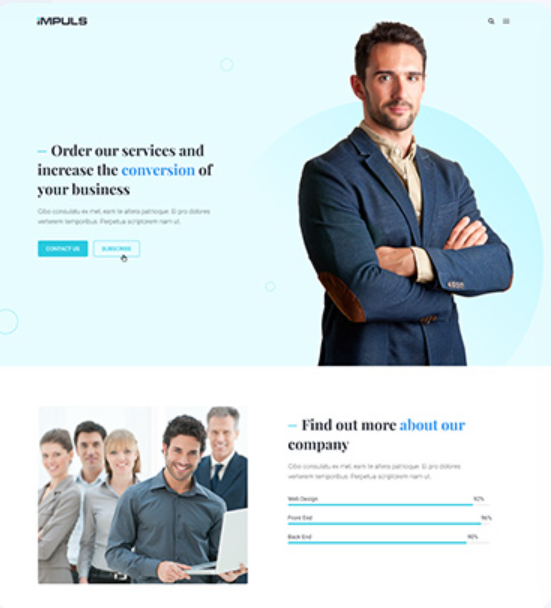 iMPULS
— Order our services and
increase the conversion of
your business
Cibo consulatu ex mei, eam te altera patrioque. Ei pro dolores
verterem temporibus. Perpetua scriptorem nam ut.
CONTACT US
SUBSCRIBE
— Find out more about our
company
Cibo consulatu ex mei, eam te altera patrioque. Ei pro dolores
verterem temporibus. Perpetua scriptorem nam ut.
Web Design 92%
Front End 96%
Back End 90%